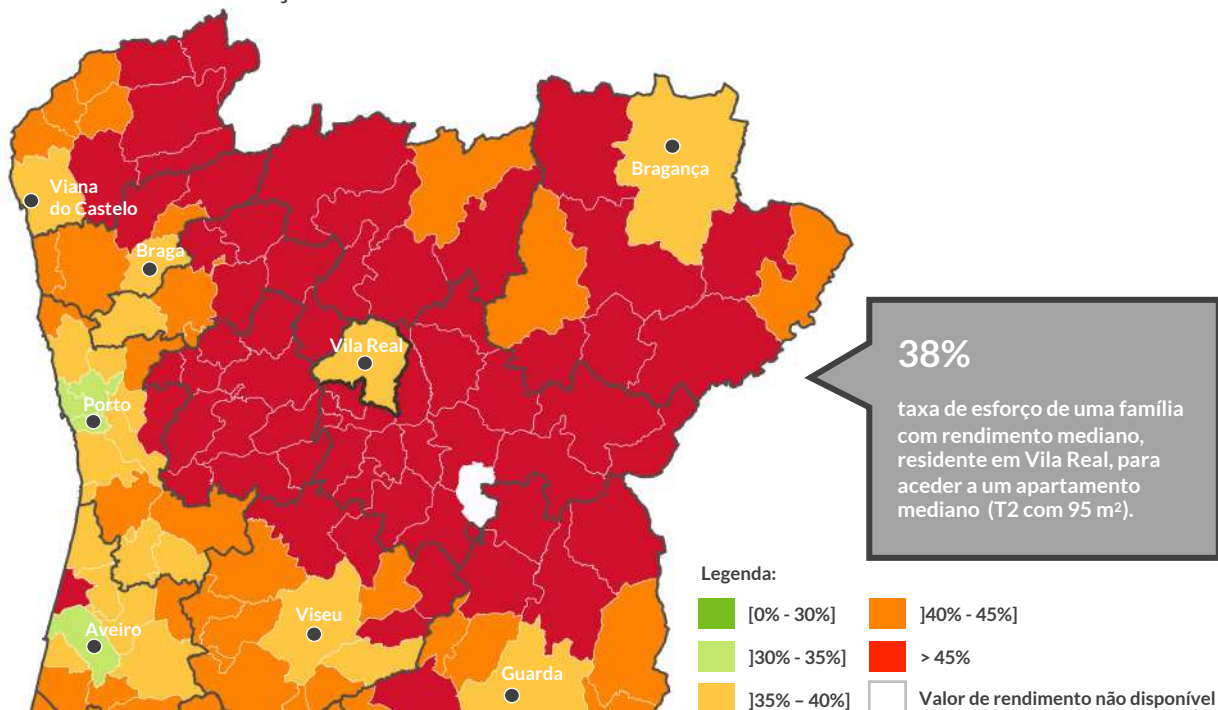 Bragança
Viana
do Castelo
Braga
Vila Real
Porto
38%
taxa de esforço de uma família
com rendimento mediano,
residente em Vila Real, para
aceder a um apartamento
mediano (T2 com 95 m²).
Viseu
Aveiro
Guarda
Legenda:
[0% - 30%]
]30% - 35%]
]35% – 40%]
]40% - 45%]
> 45%
Valor de rendimento não disponível